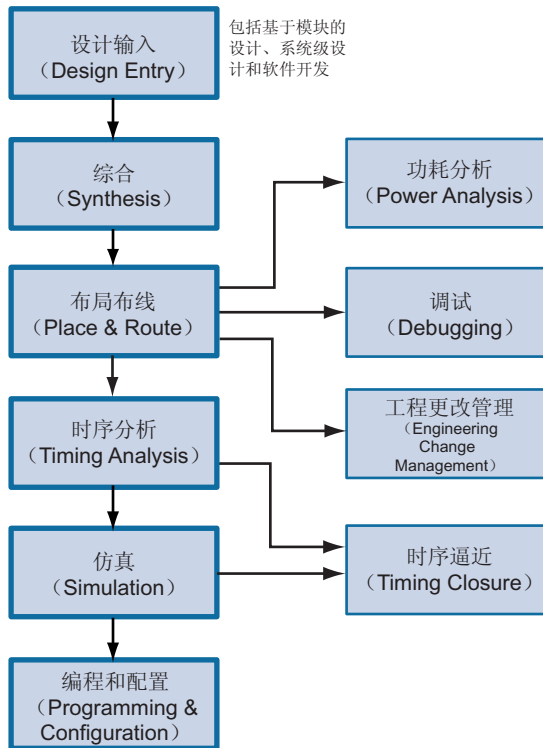 设计输入
（Design Entry）
包括基于模块的
设计、系统级设
计和软件开发
综合
（Synthesis）
功耗分析
（Power Analysis）
布局布线
（Place & Route）
调试
（Debugging）
时序分析
（Timing Analysis）
工程更改管理
（Engineering
Change
Management）
仿真
（Simulation）
时序逼近
（Timing Closure）
编程和配置
（Programming &
Configuration）